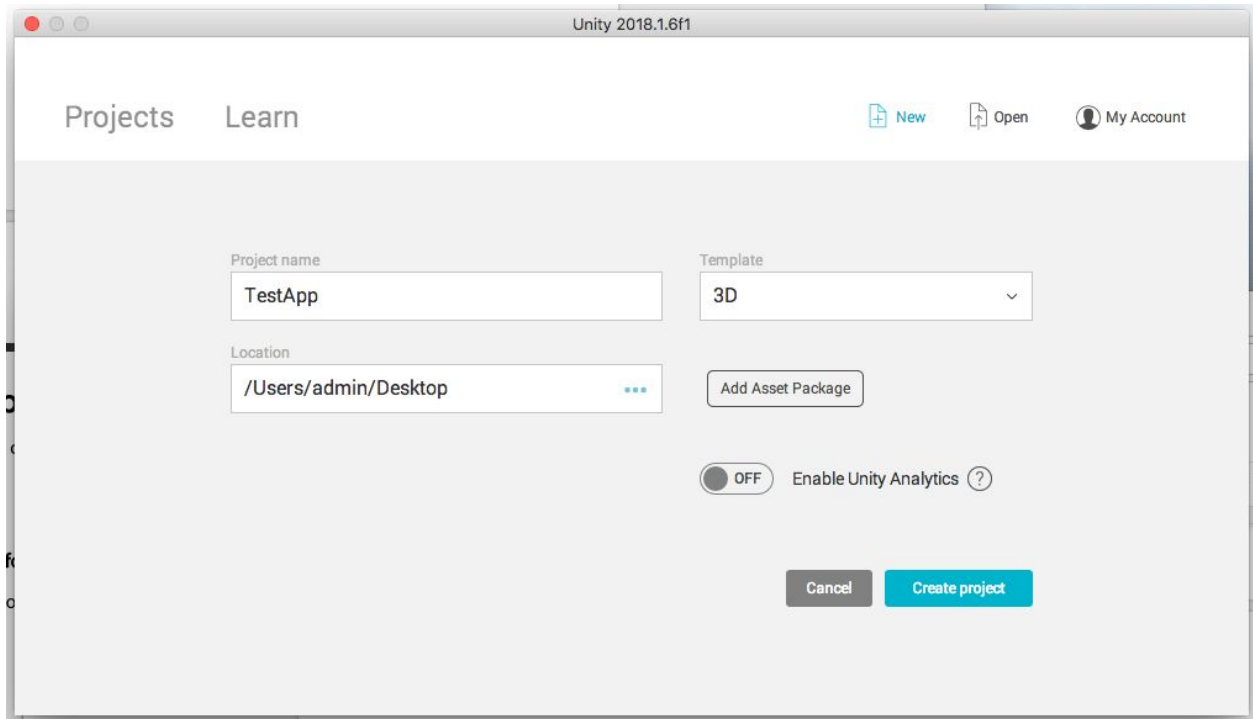 Unity 2018.1.6f1
Projects Learn New Open My Account
Project name Template
TestApp 3D
Location
/Users/admin/Desktop Add Asset Package
OFF Enable Unity Analytics ?
Cancel Create project